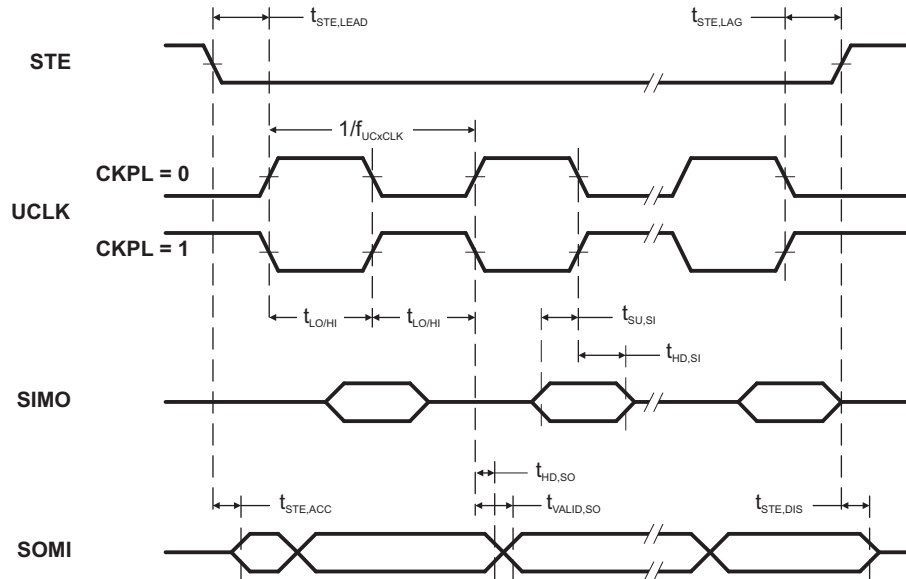 tSTE,LEAD
tSTE,LAG
STE
1/fUCxCLK
CKPL = 0
UCLK
CKPL = 1
tLO/HI
tLO/HI
tSU,SI
tHD,SI
SIMO
tHD,SO
tSTE,ACC
tVALID,SO
tSTE,DIS
SOMI